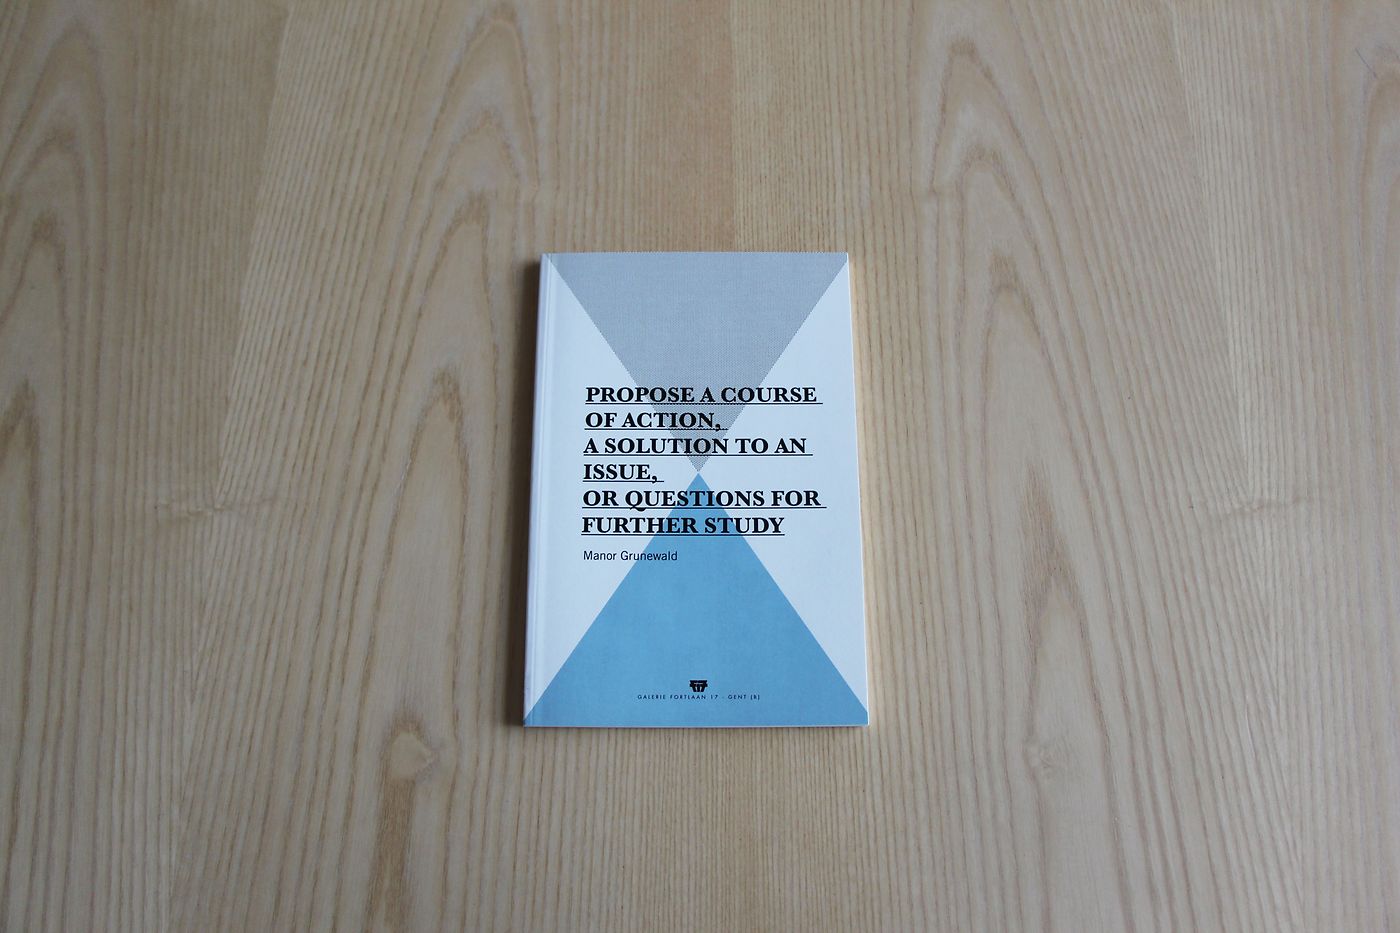 PROPOSE A COURSE
OF ACTION,
A SOLUTION TO AN
ISSUE,
OR QUESTIONS FOR
FURTHER STUDY
Manor Grunewald
GALERIE FORTLAAN 17 - GENT (B)